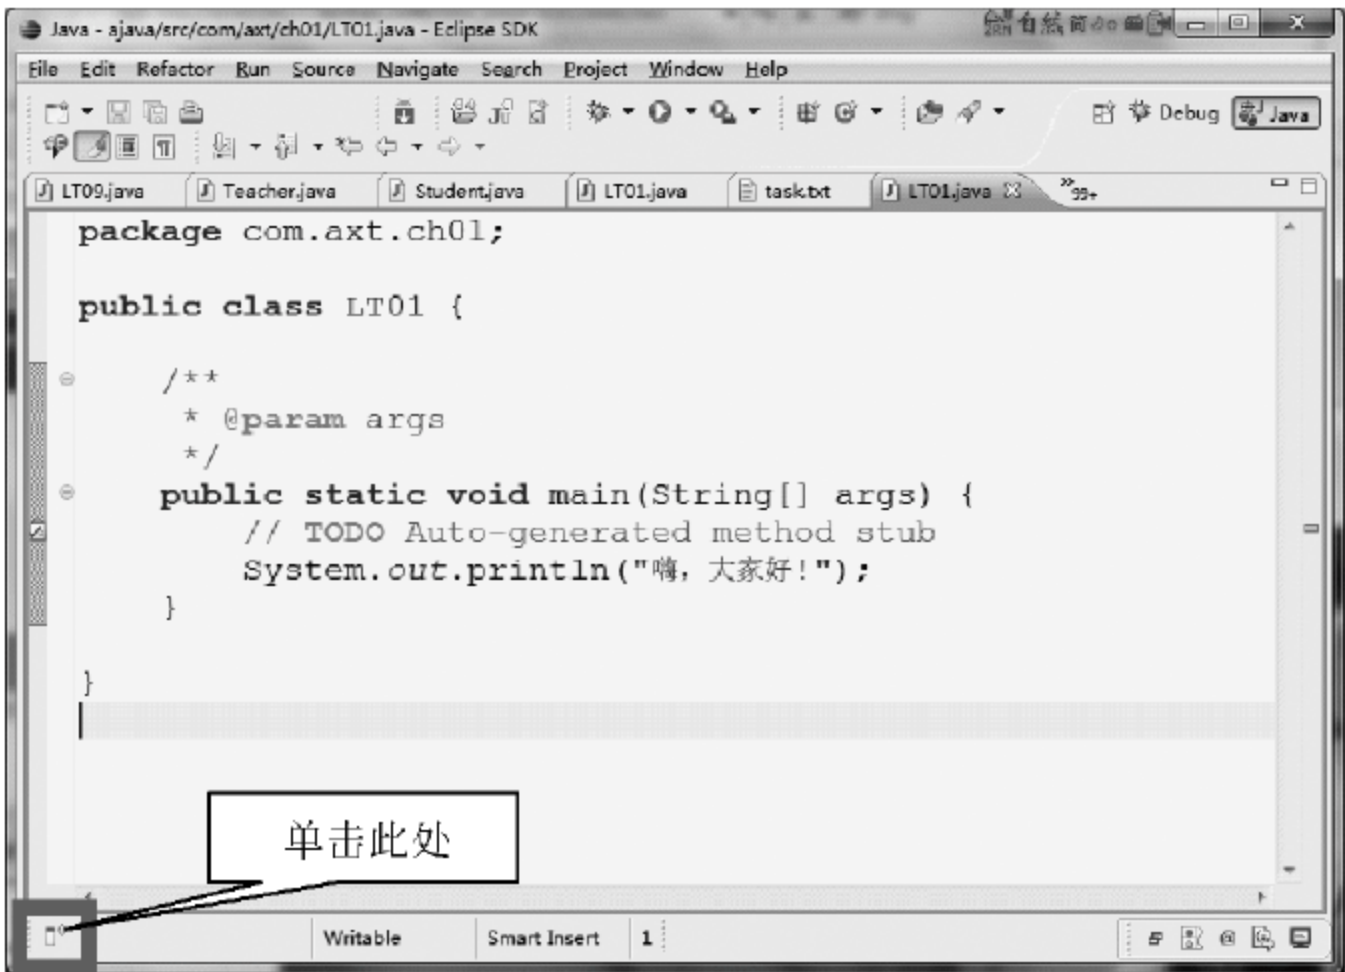 Java - ajava/src/com/axt/ch01/LT01.java - Eclipse SDK
File Edit Refactor Run Source Navigate Search Project Window Help
Debug Java
LT09.java Teacher.java Student.java LT01.java task.txt LT01.java 99+
package com.axt.ch01;
public class LT01 {
/**
* @param args
*/
public static void main(String[] args) {
// TODO Auto-generated method stub
System.out.println("嗨，大家好!");
}
}
单击此处
Writable Smart Insert 1